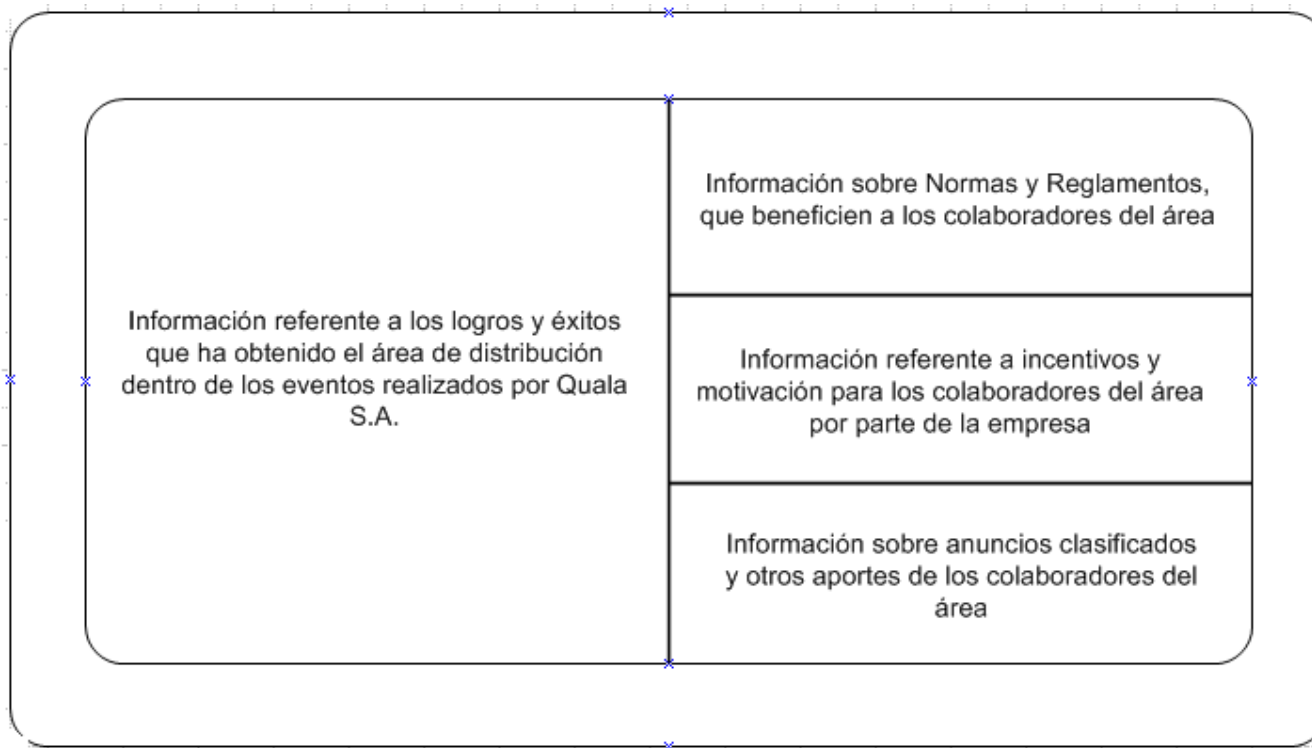 Información referente a los logros y éxitos
que ha obtenido el área de distribución
dentro de los eventos realizados por Quala
S.A.
Información sobre Normas y Reglamentos,
que beneficien a los colaboradores del área
Información referente a incentivos y
motivación para los colaboradores del área
por parte de la empresa
Información sobre anuncios clasificados
y otros aportes de los colaboradores del
área